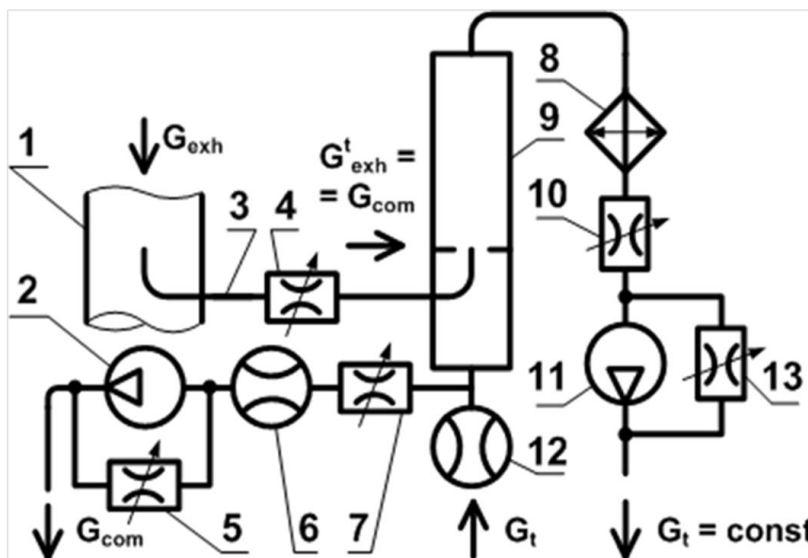 8
1
G_exh
9
G^t_exh =
= G_com
3
4
10
2
11
13
12
G_com
5
6
7
G_t
G_t = const